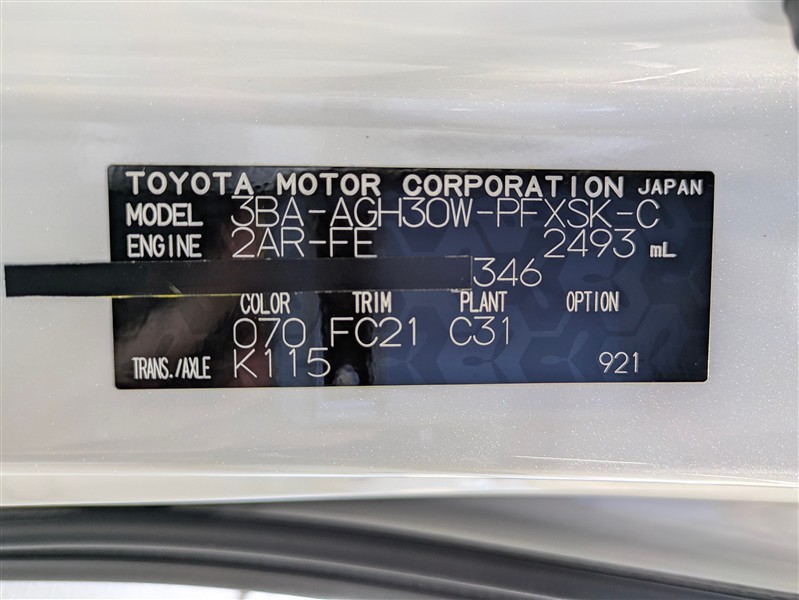 TOYOTA MOTOR CORPORATION JAPAN
MODEL 3BA-AGH30W-PFXSK-C
ENGINE 2AR-FE 2493 mL
346
COLOR TRIM PLANT OPTION
070 FC21 C31
TRANS./AXLE K115 921